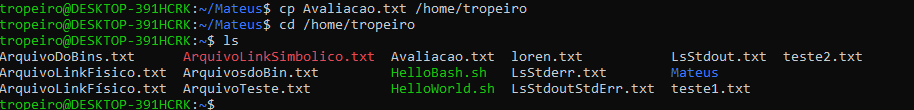 tropeiro@DESKTOP-391HCRK:~/Mateus$ cp Avaliacao.txt /home/tropeiro
tropeiro@DESKTOP-391HCRK:~/Mateus$ cd /home/tropeiro
tropeiro@DESKTOP-391HCRK:~$ ls
ArquivoDoBins.txt ArquivoLinkSimbolico.txt Avaliacao.txt loren.txt LsStdout.txt teste2.txt
ArquivoLinkFisico.txt ArquivosdoBin.txt HelloBash.sh LsStderr.txt Mateus
ArquivoLinkFísico.txt ArquivoTeste.txt HelloWorld.sh LsStdoutStdErr.txt teste1.txt
tropeiro@DESKTOP-391HCRK:~$